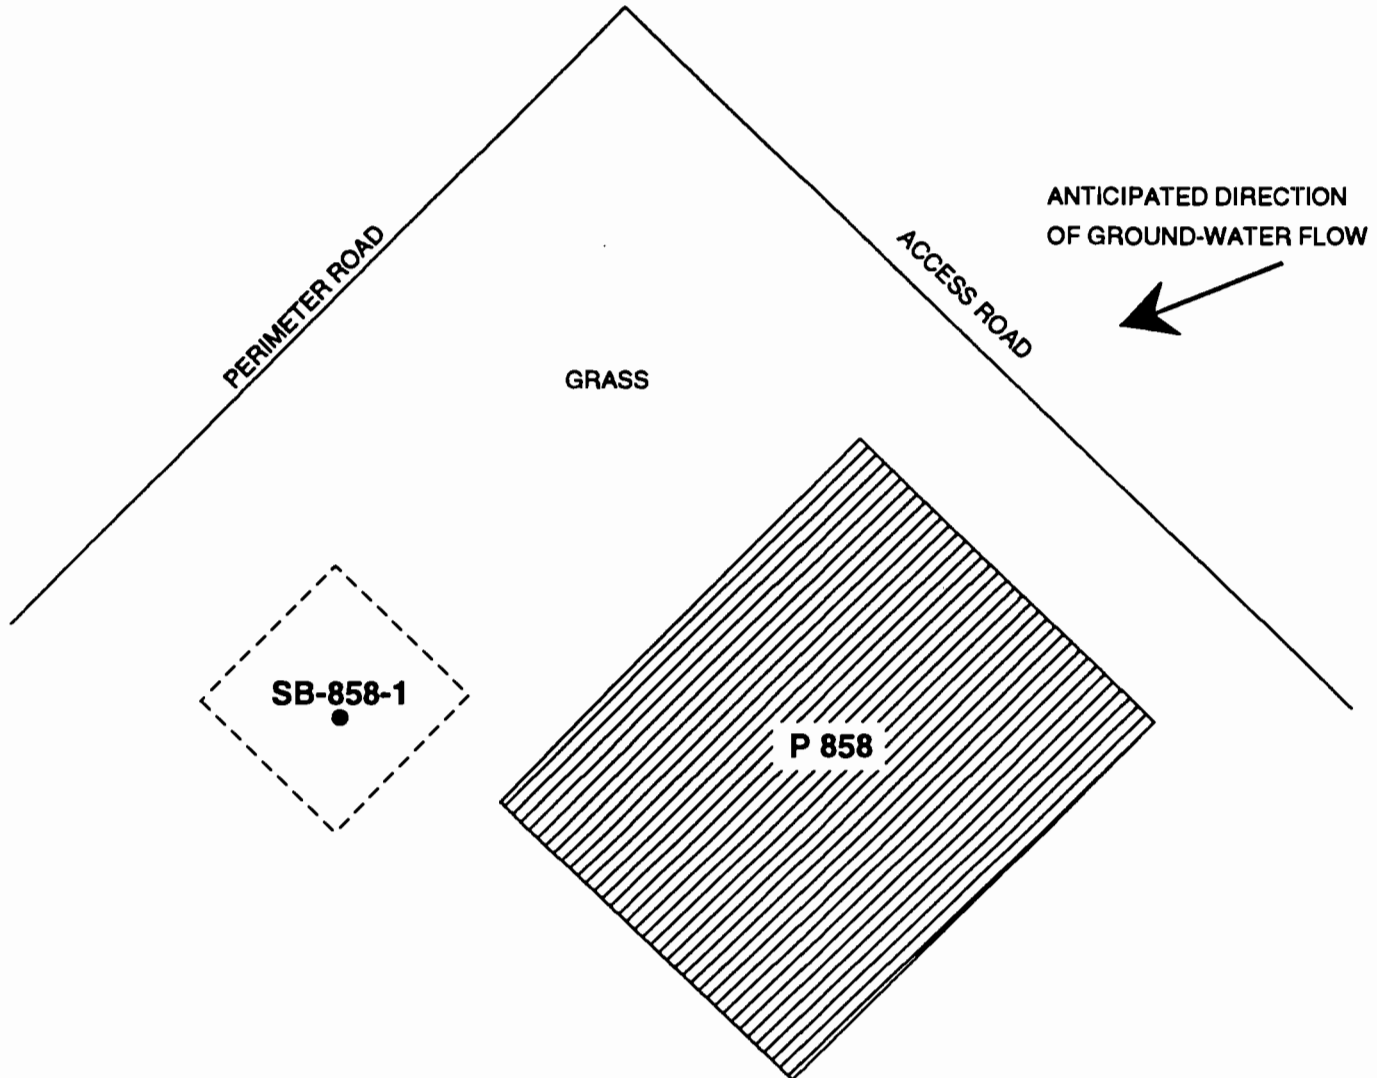 ANTICIPATED DIRECTION
OF GROUND-WATER FLOW
PERIMETER ROAD
ACCESS ROAD
GRASS
SB-858-1
P 858